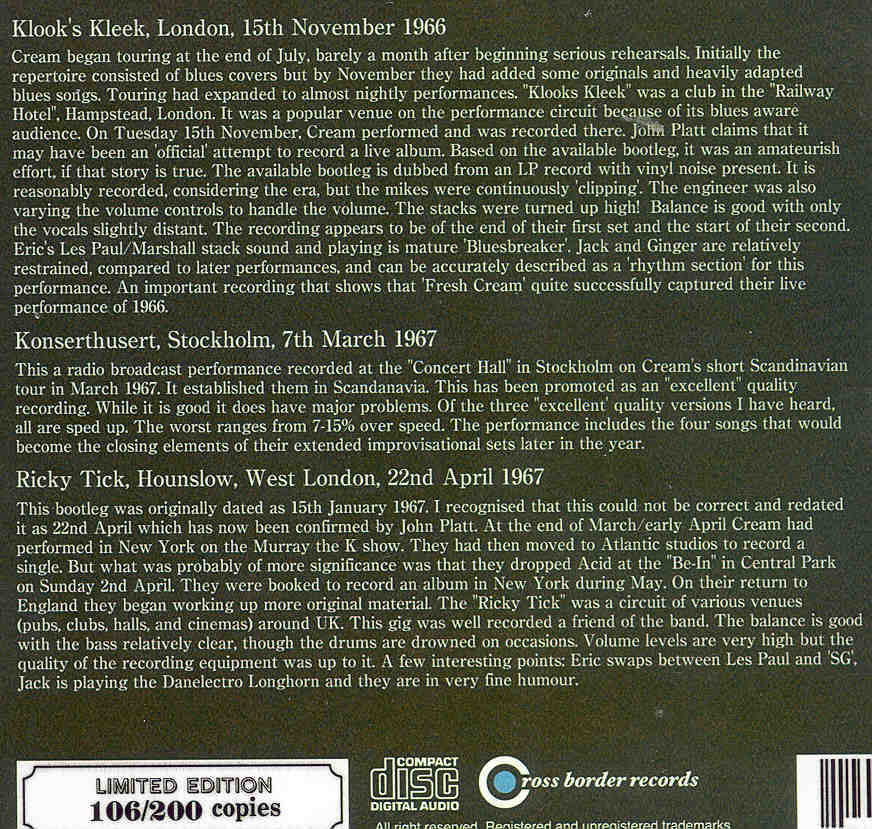 Klook's Kleek, London, 15th November 1966
Cream began touring at the end of July, barely a month after beginning serious rehearsals. Initially the
repertoire consisted of blues covers but by November they had added some originals and heavily adapted
blues songs. Touring had expanded to almost nightly performances. "Klooks Kleek" was a club in the "Railway
Hotel", Hampstead, London. It was a popular venue on the performance circuit because of its blues aware
audience. On Tuesday 15th November, Cream performed and was recorded there. John Platt claims that it
may have been an 'official' attempt to record a live album. Based on the available bootleg, it was an amateurish
effort, if that story is true. The available bootleg is dubbed from an LP record with vinyl noise present. It is
reasonably recorded, considering the era, but the mikes were continuously 'clipping'. The engineer was also
varying the volume controls to handle the volume. The stacks were turned up high! Balance is good with only
the vocals slightly distant. The recording appears to be of the end of their first set and the start of their second.
Eric's Les Paul/Marshall stack sound and playing is mature 'Bluesbreaker'. Jack and Ginger are relatively
restrained, compared to later performances, and can be accurately described as a 'rhythm section' for this
performance. An important recording that shows that 'Fresh Cream' quite successfully captured their live
performance of 1966.
Konserthusert, Stockholm, 7th March 1967
This a radio broadcast performance recorded at the "Concert Hall" in Stockholm on Cream's short Scandinavian
tour in March 1967. It established them in Scandanavia. This has been promoted as an "excellent" quality
recording. While it is good it does have major problems. Of the three "excellent' quality versions I have heard,
all are sped up. The worst ranges from 7-15% over speed. The performance includes the four songs that would
become the closing elements of their extended improvisational sets later in the year.
Ricky Tick, Hounslow, West London, 22nd April 1967
This bootleg was originally dated as 15th January 1967. I recognised that this could not be correct and redated
it as 22nd April which has now been confirmed by John Platt. At the end of March/early April Cream had
performed in New York on the Murray the K show. They had then moved to Atlantic studios to record a
single. But what was probably of more significance was that they dropped Acid at the "Be-In" in Central Park
on Sunday 2nd April. They were booked to record an album in New York during May. On their return to
England they began working up more original material. The "Ricky Tick" was a circuit of various venues
(pubs, clubs, halls, and cinemas) around UK. This gig was well recorded a friend of the band. The balance is good
with the bass relatively clear, though the drums are drowned on occasions. Volume levels are very high but the
quality of the recording equipment was up to it. A few interesting points: Eric swaps between Les Paul and 'SG',
Jack is playing the Danelectro Longhorn and they are in very fine humour.
LIMITED EDITION
106/200 copies
COMPACT
disc
DIGITAL AUDIO
Cross border records
All right reserved. Registered and unregistered trademarks